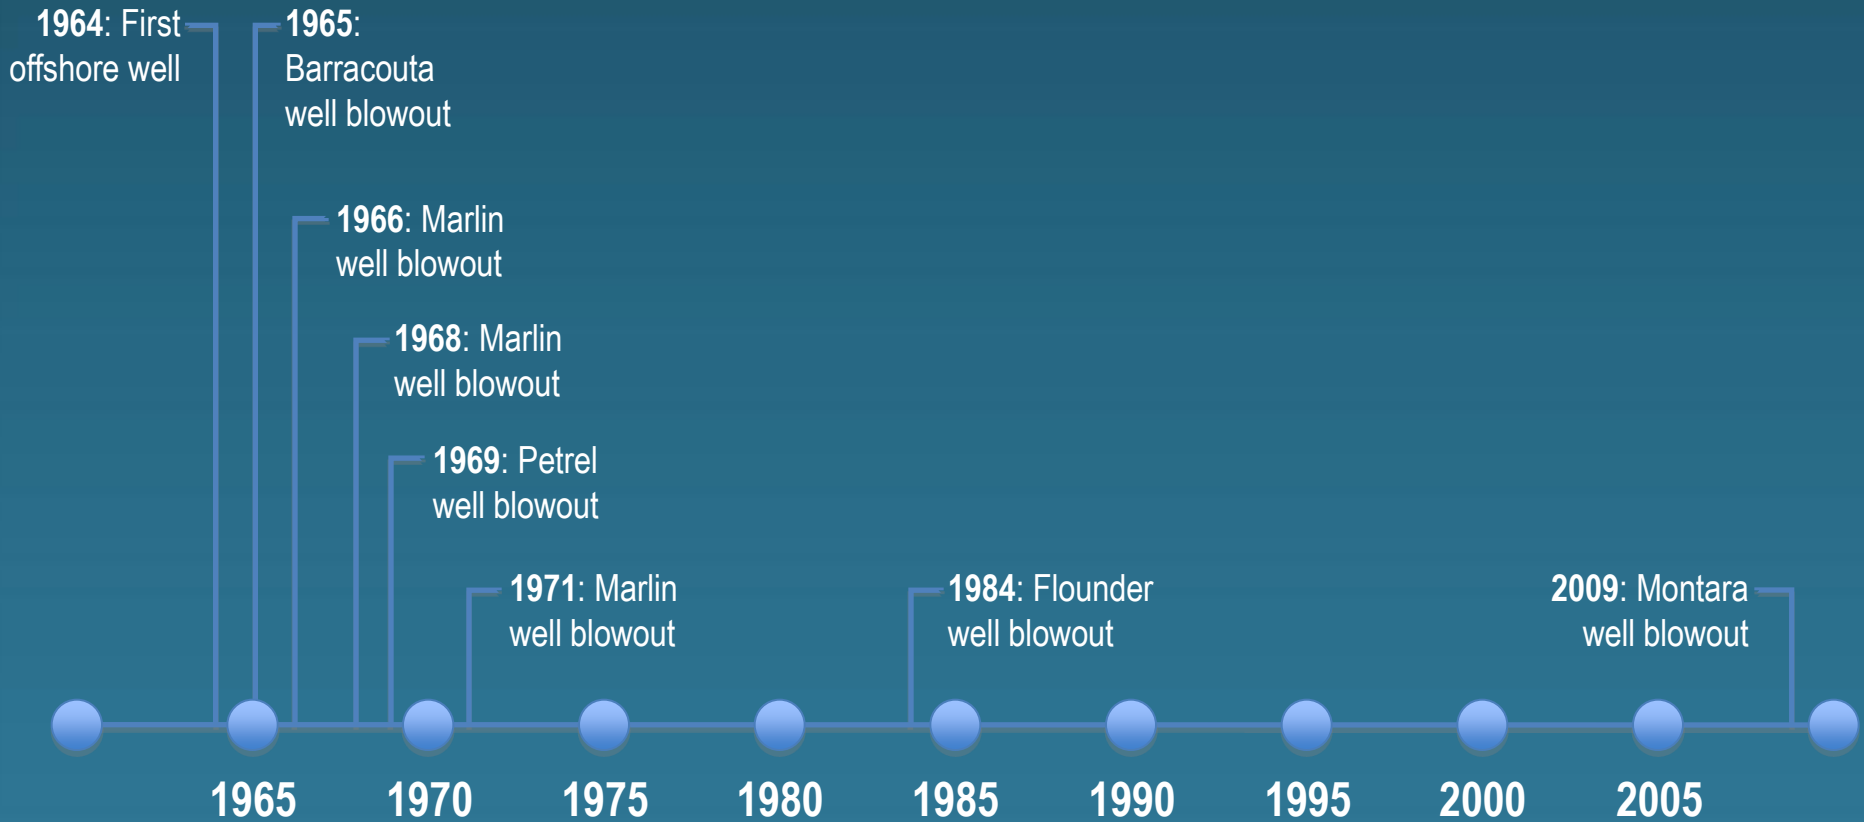 1964: First
offshore well
1965:
Barracouta
well blowout
1966: Marlin
well blowout
1968: Marlin
well blowout
1969: Petrel
well blowout
1971: Marlin
well blowout
1984: Flounder
well blowout
2009: Montara
well blowout
1965 1970 1975 1980 1985 1990 1995 2000 2005